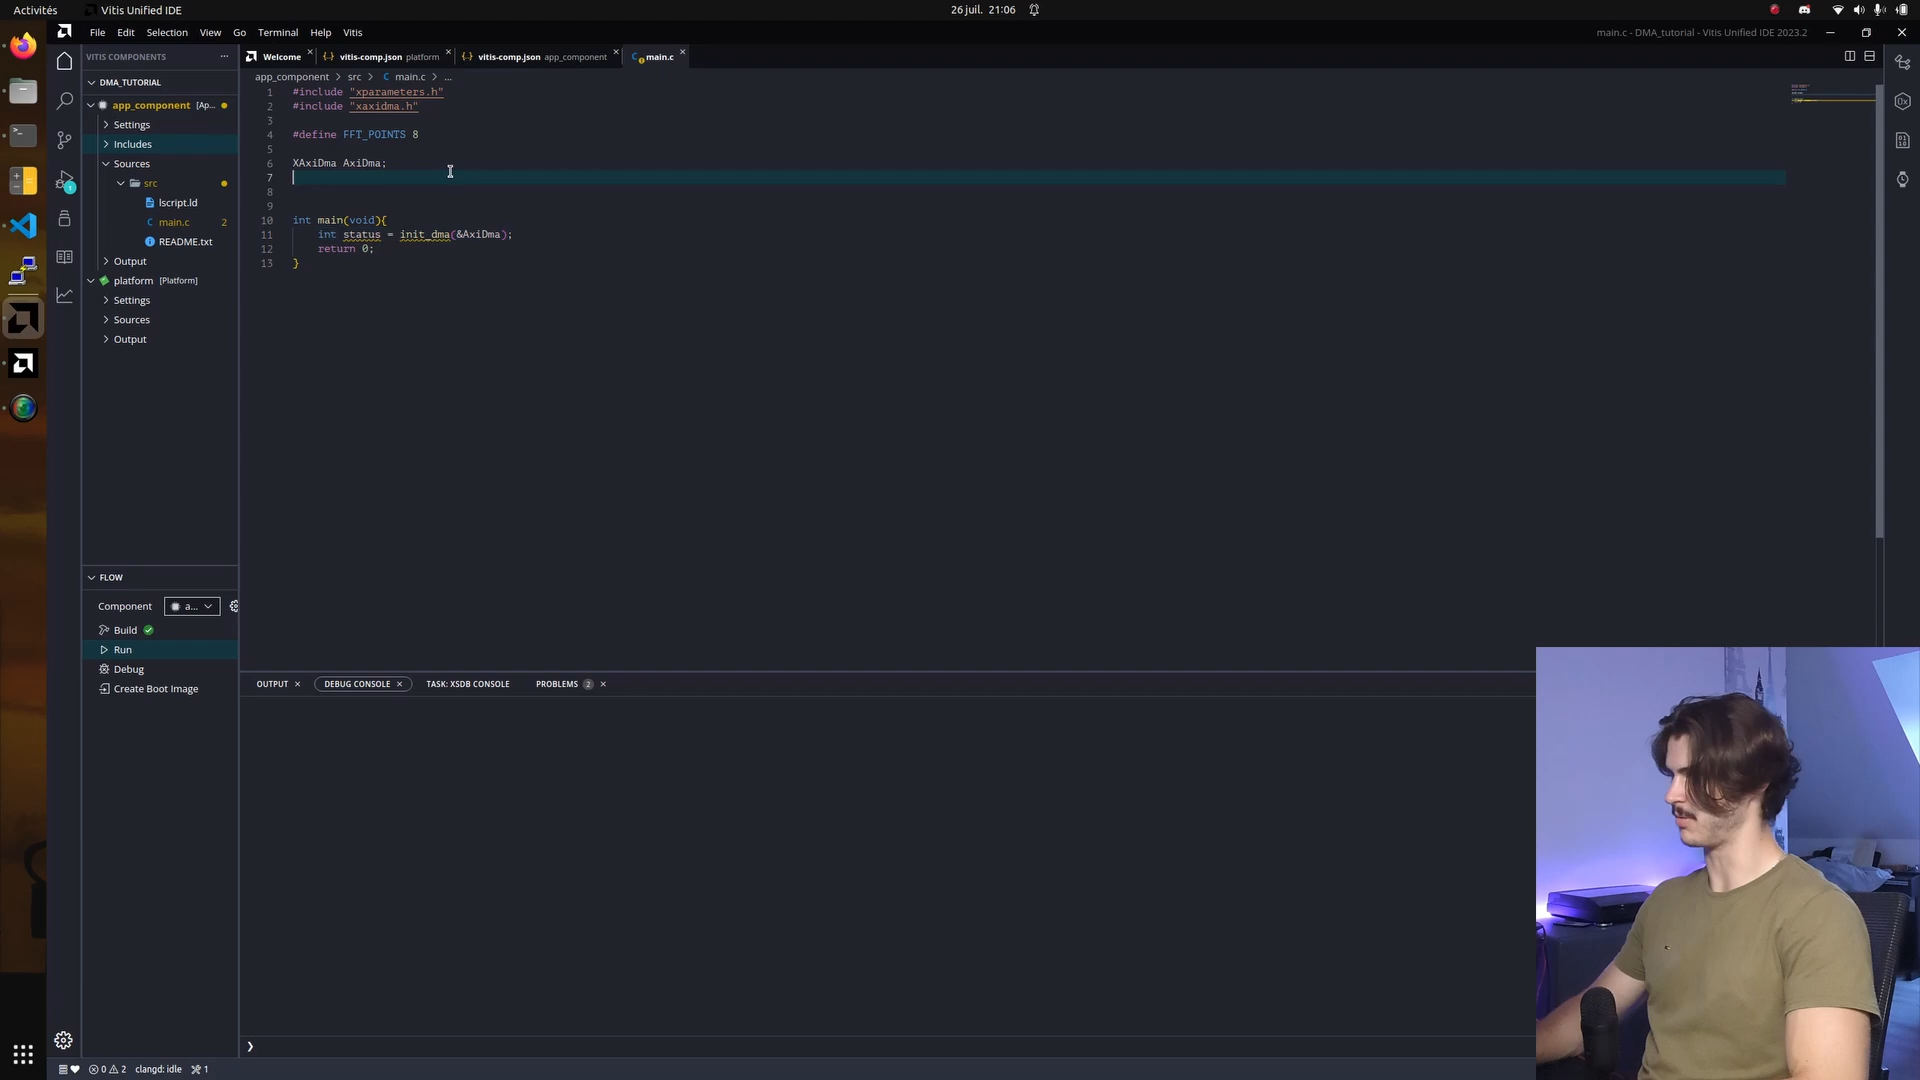 Activités
Vitis Unified IDE
26 juil. 21:06
File Edit Selection View Go Terminal Help Vitis
main.c - DMA_tutorial - Vitis Unified IDE 2023.2
VITIS COMPONENTS ...
DMA_TUTORIAL
app_component [Ap...
Settings
Includes
Sources
src
lscript.ld
main.c 2
README.txt
Output
platform [Platform]
Settings
Sources
Output
FLOW
Component a...
Build
Run
Debug
Create Boot Image
Welcome vitis-comp.json platform vitis-comp.json app_component main.c
app_component > src > C main.c > ...
1 #include "xparameters.h"
2 #include "xaxidma.h"
3
4 #define FFT_POINTS 8
5
6 XAxiDma AxiDma;
7
8
9
10 int main(void){
11 int status = init_dma(&AxiDma);
12 return 0;
13 }
OUTPUT DEBUG CONSOLE TASK: XSDB CONSOLE PROBLEMS 2
0 2 clangd: idle 1